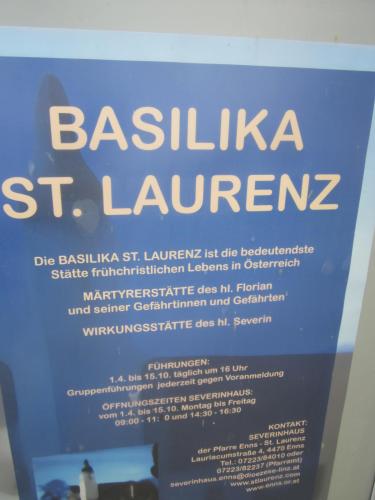 BASILIKA
ST. LAURENZ
Die BASILIKA ST. LAURENZ ist die bedeutendste
Stätte frühchristlichen Lebens in Österreich
MÄRTYRERSTÄTTE des hl. Florian
und seiner Gefährtinnen und Gefährten
WIRKUNGSSTÄTTE des hl. Severin
FÜHRUNGEN:
1.4. bis 15.10. täglich um 16 Uhr
Gruppenführungen jederzeit gegen Voranmeldung
ÖFFNUNGSZEITEN SEVERINHAUS:
vom 1.4. bis 15.10. Montag bis Freitag
09:00 - 11: 0 und 14:30 - 16:30
KONTAKT:
SEVERINHAUS
der Pfarre Enns - St. Laurenz
Lauriacumstraße 4, 4470 Enns
Tel.: 07223/84010 oder
07223/82237 (Pfarramt)
severinhaus.enns@dioezese-linz.at
www.stlaurenz.com
www.enns.or.at